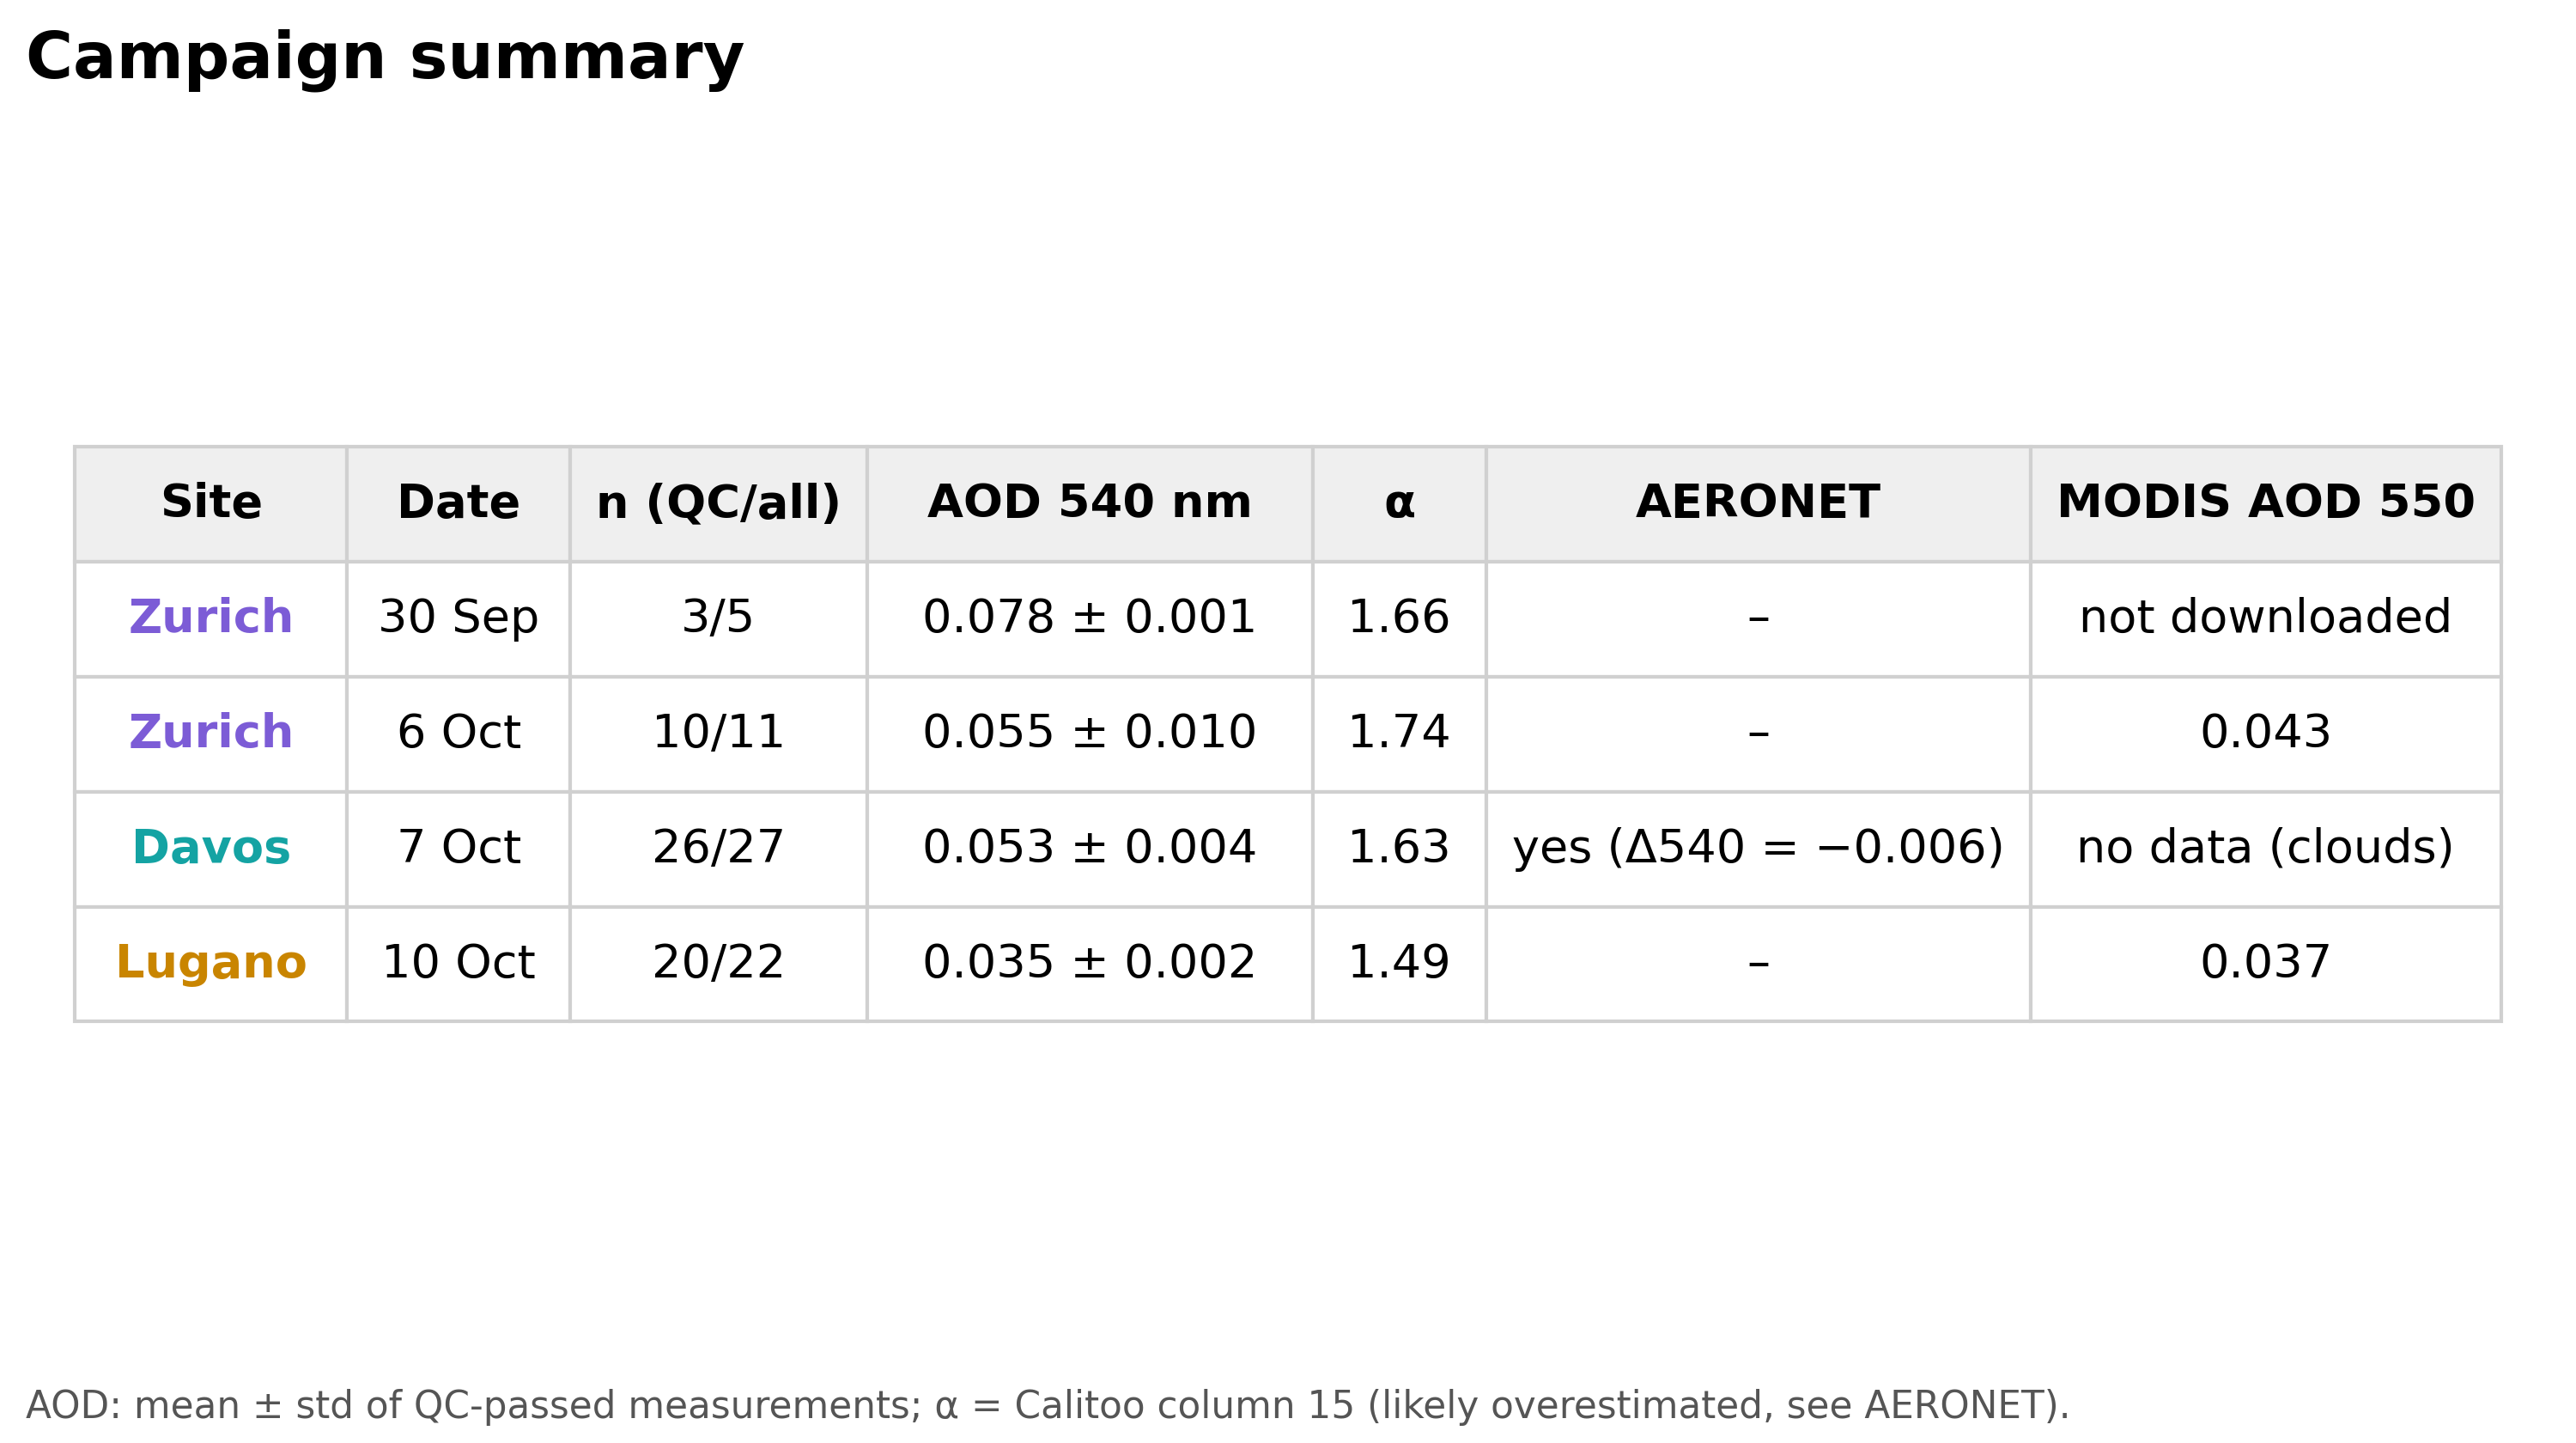 Campaign summary
Site Date n (QC/all) AOD 540 nm α AERONET MODIS AOD 550
Zurich 30 Sep 3/5 0.078 ± 0.001 1.66 – not downloaded
Zurich 6 Oct 10/11 0.055 ± 0.010 1.74 – 0.043
Davos 7 Oct 26/27 0.053 ± 0.004 1.63 yes (Δ540 = −0.006) no data (clouds)
Lugano 10 Oct 20/22 0.035 ± 0.002 1.49 – 0.037
AOD: mean ± std of QC-passed measurements; α = Calitoo column 15 (likely overestimated, see AERONET).